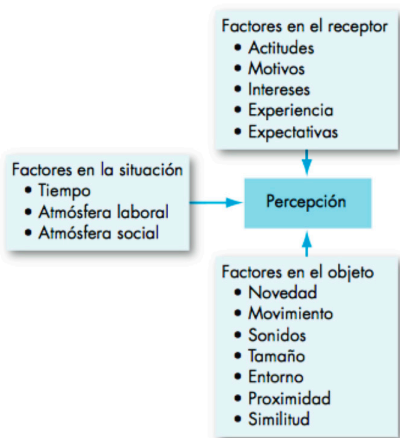 Factores en el receptor
• Actitudes
• Motivos
• Intereses
• Experiencia
• Expectativas
Factores en la situación
• Tiempo
• Atmósfera laboral
• Atmósfera social
Percepción
Factores en el objeto
• Novedad
• Movimiento
• Sonidos
• Tamaño
• Entorno
• Proximidad
• Similitud